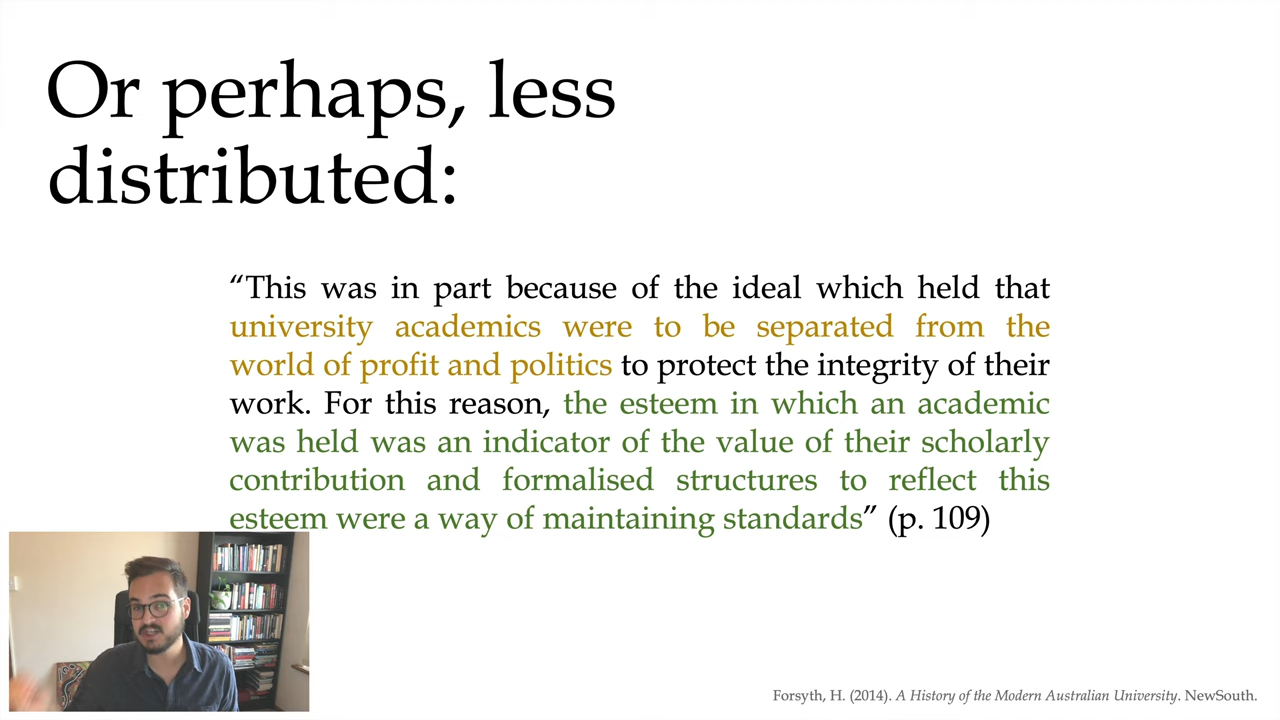 Or perhaps, less
distributed:
“This was in part because of the ideal which held that
university academics were to be separated from the
world of profit and politics to protect the integrity of their
work. For this reason, the esteem in which an academic
was held was an indicator of the value of their scholarly
contribution and formalised structures to reflect this
esteem were a way of maintaining standards” (p. 109)
Forsyth, H. (2014). A History of the Modern Australian University. NewSouth.